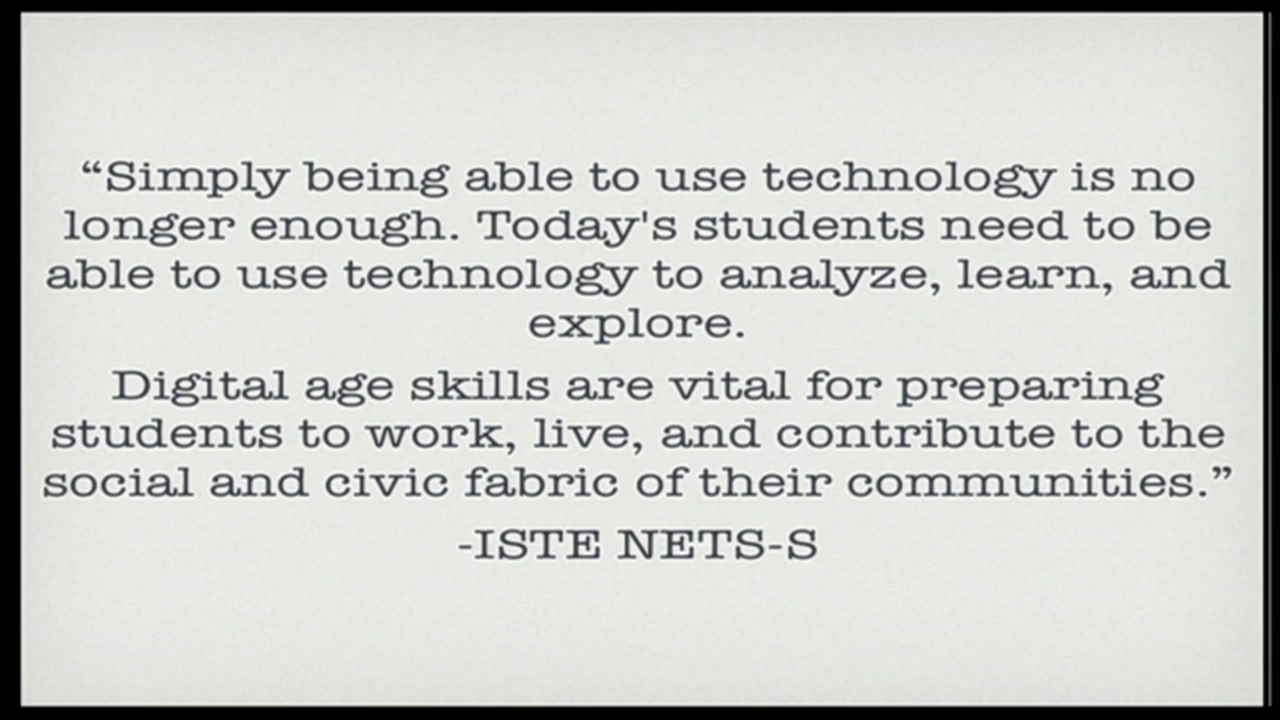 “Simply being able to use technology is no
longer enough. Today's students need to be
able to use technology to analyze, learn, and
explore.
Digital age skills are vital for preparing
students to work, live, and contribute to the
social and civic fabric of their communities.”
-ISTE NETS-S